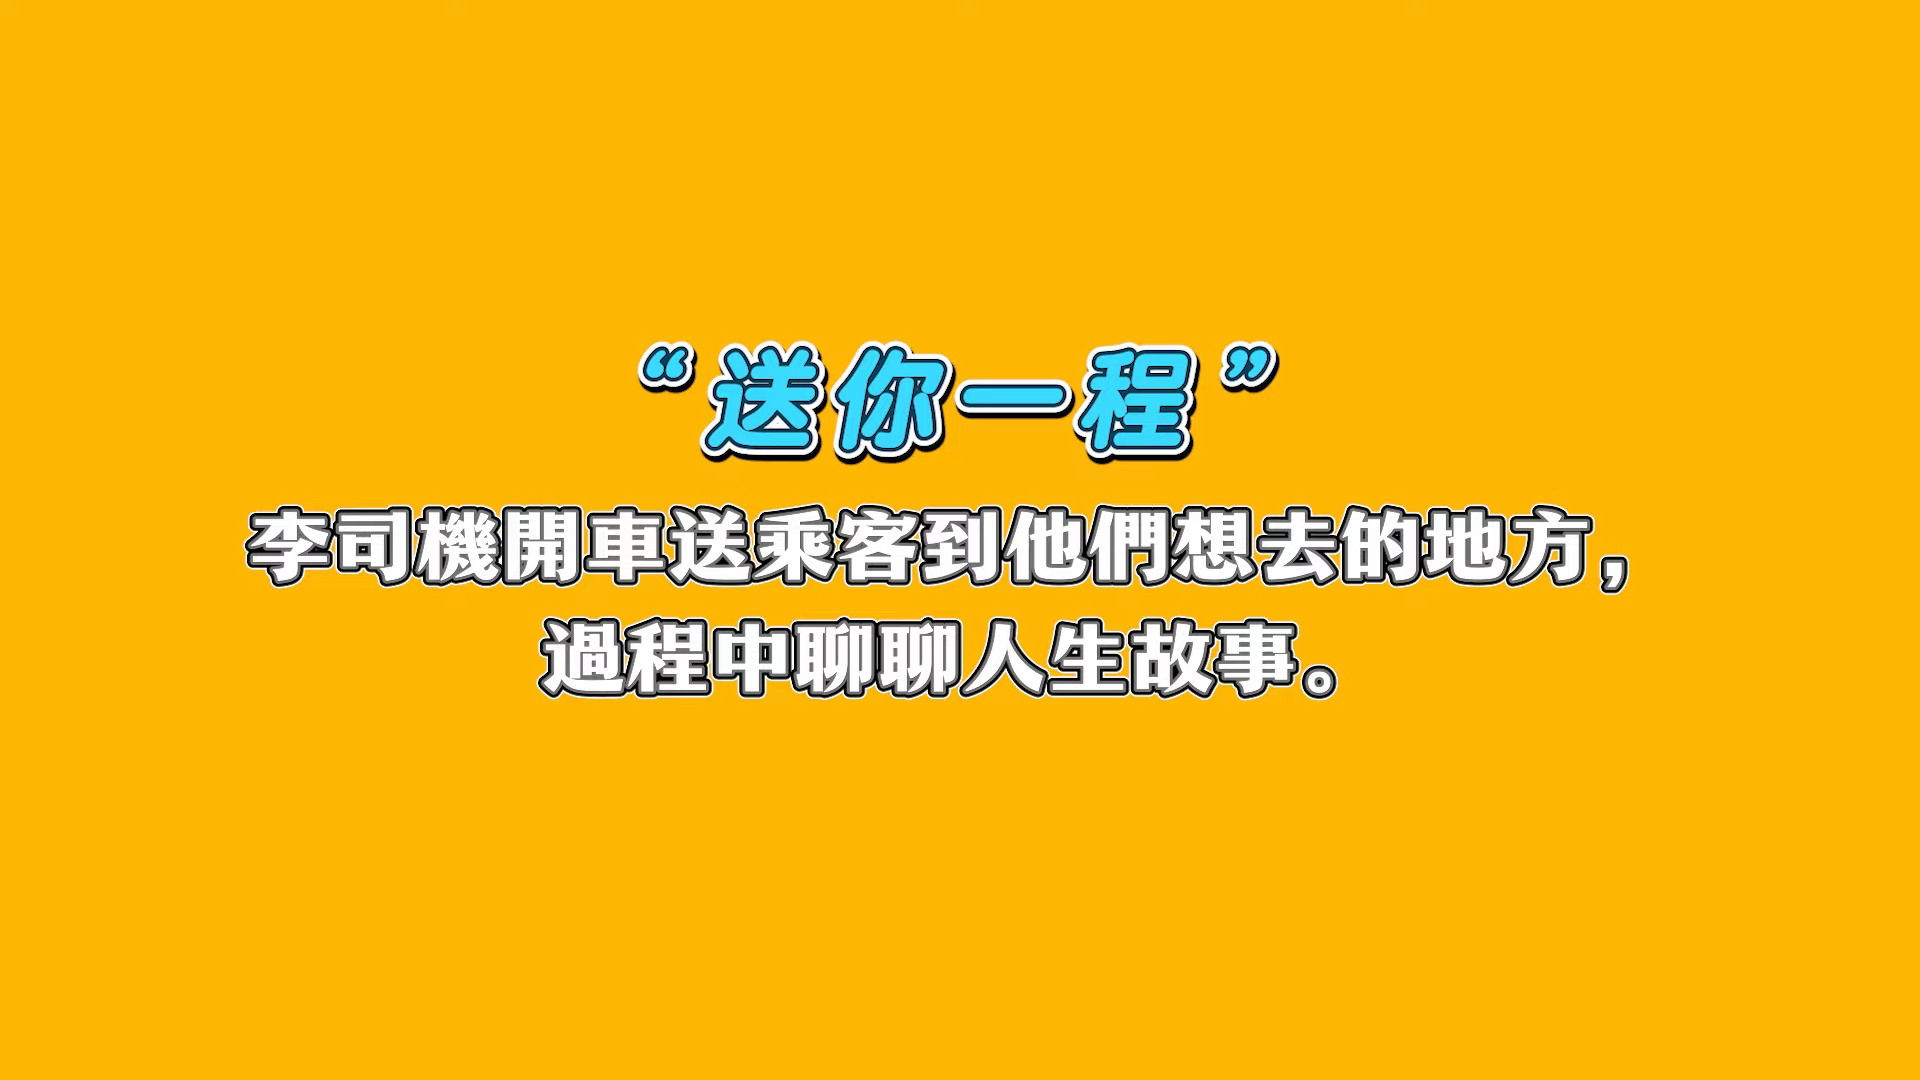 “送你一程”
李司機開車送乘客到他們想去的地方，
過程中聊聊人生故事。